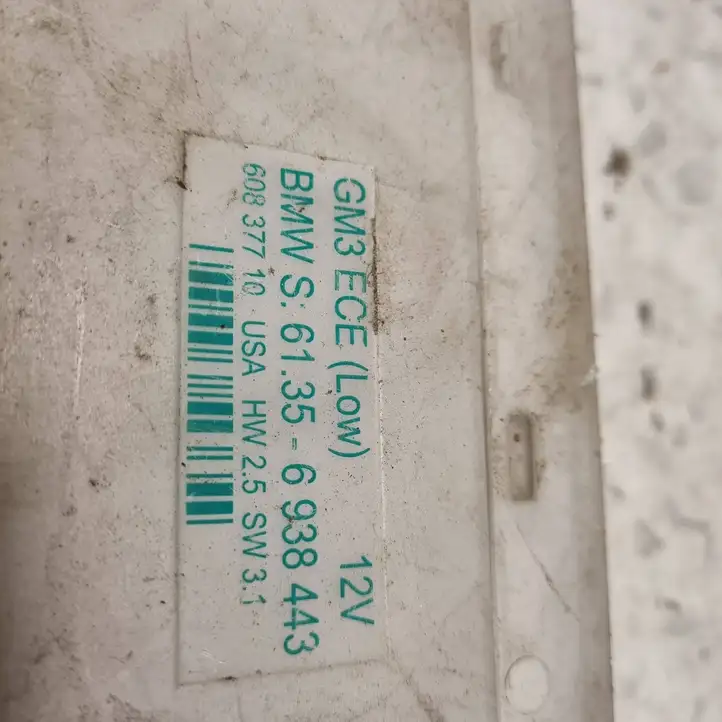 GM3 ECE (Low) 12V
BMW S: 61.35 - 6 938 443
608 377 10 USA HW 2.5 SW 3.1